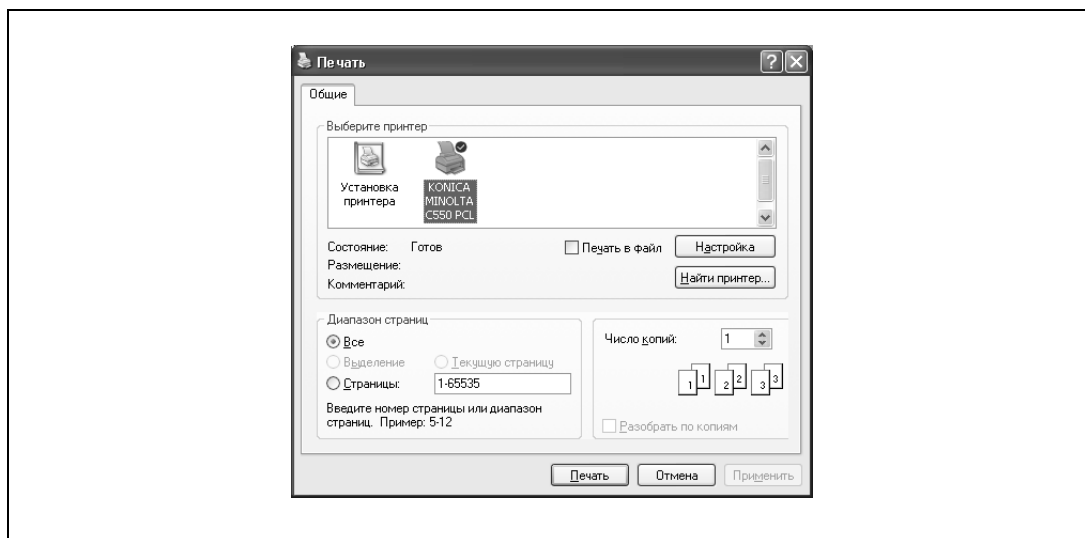 Печать
Общие
Выберите принтер
Установка
принтера
KONICA
MINOLTA
C550 PCL
Состояние: Готов
Печать в файл
Настройка
Размещение:
Комментарий:
Найти принтер...
Диапазон страниц
Все
Выделение
Текущую страницу
Страницы: 1-65535
Введите номер страницы или диапазон
страниц. Пример: 5-12
Число копий: 1
1 1 2 2 3 3
Разобрать по копиям
Печать
Отмена
Применить